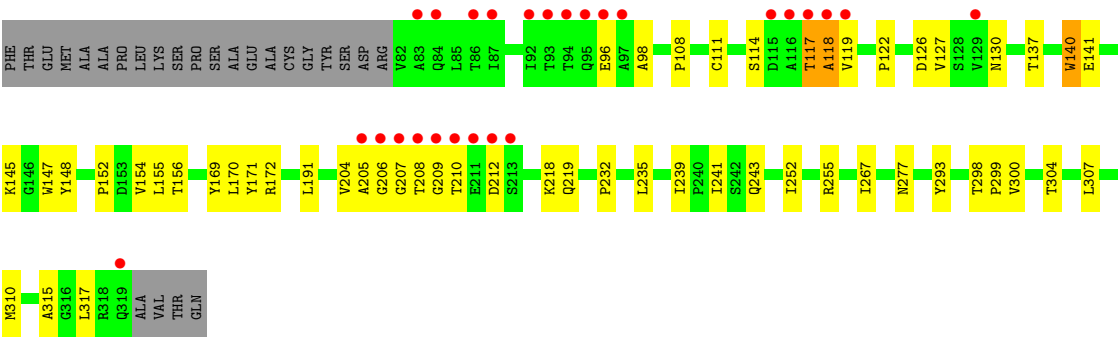 PHE THR GLU MET ALA ALA PRO LEU LYS SER PRO SER ALA GLU ALA CYS GLY TYR SER ASP ARG V82 A83 Q84 L85 T86 I87 I92 T93 T94 Q95 E96 A97 A98 P108 C111 S114 D115 A116 T117 A118 V119 P122 D126 V127 S128 V129 N130 T137 W140 E141
K145 G146 W147 Y148 P152 D153 V154 L155 T156 Y169 L170 Y171 R172 L191 V204 A205 G206 G207 T208 G209 T210 E211 D212 S213 K218 Q219 P232 L235 I239 P240 I241 S242 Q243 I252 R255 I267 N277 Y293 T298 P299 V300 T304 L307
M310 A315 G316 L317 R318 Q319 ALA VAL THR GLN